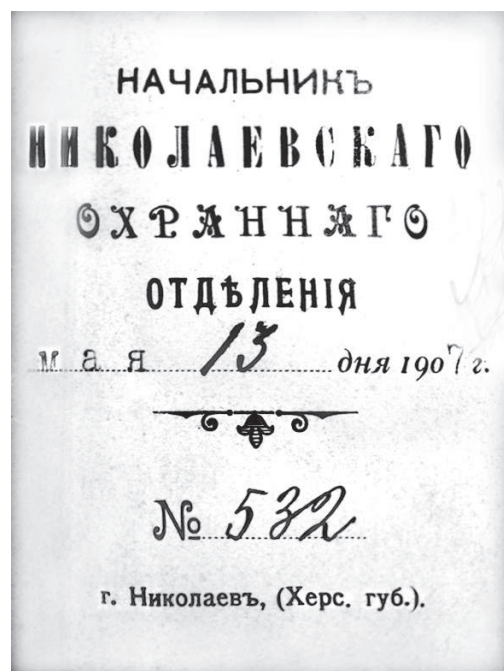 НАЧАЛЬНИКЪ
НИКОЛАЕВСКАГО
ОХРАННАГО
ОТДѢЛЕНІЯ
мая 13 дня 1907 г.
№ 532
г. Николаевъ, (Херс. губ.).